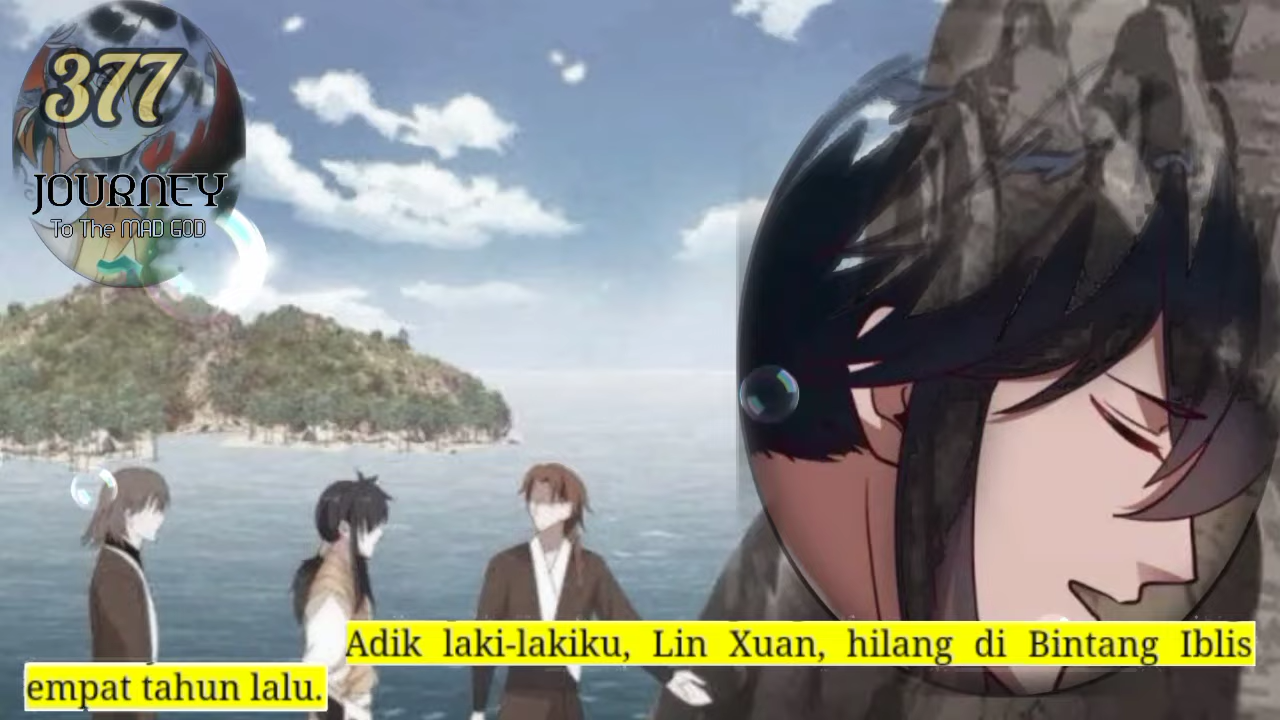 377
JOURNEY
To The MAD GOD
Adik laki-lakiku, Lin Xuan, hilang di Bintang Iblis
empat tahun lalu.